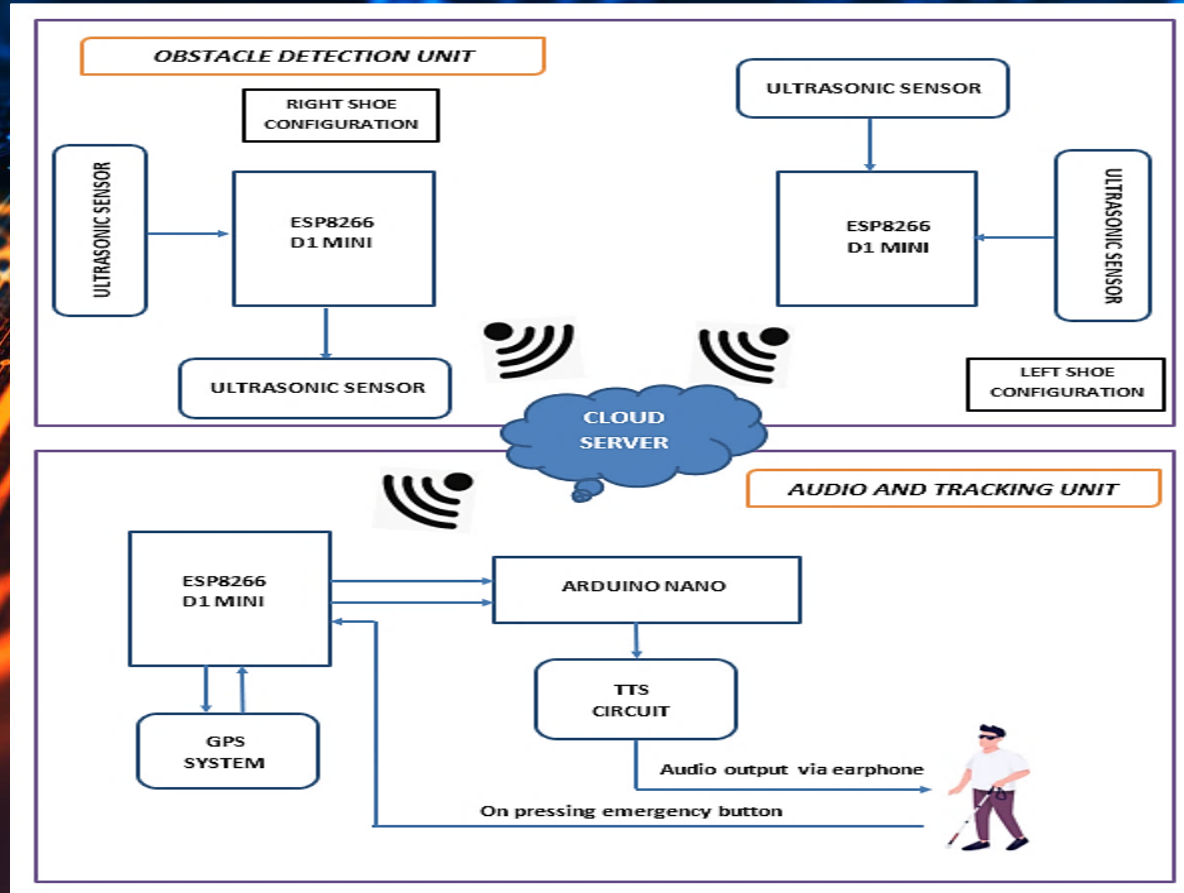 OBSTACLE DETECTION UNIT
RIGHT SHOE
CONFIGURATION
ULTRASONIC SENSOR
ESP8266
D1 MINI
ULTRASONIC SENSOR
ULTRASONIC SENSOR
ESP8266
D1 MINI
ULTRASONIC SENSOR
LEFT SHOE
CONFIGURATION
CLOUD
SERVER
AUDIO AND TRACKING UNIT
ESP8266
D1 MINI
ARDUINO NANO
TTS
CIRCUIT
GPS
SYSTEM
Audio output via earphone
On pressing emergency button